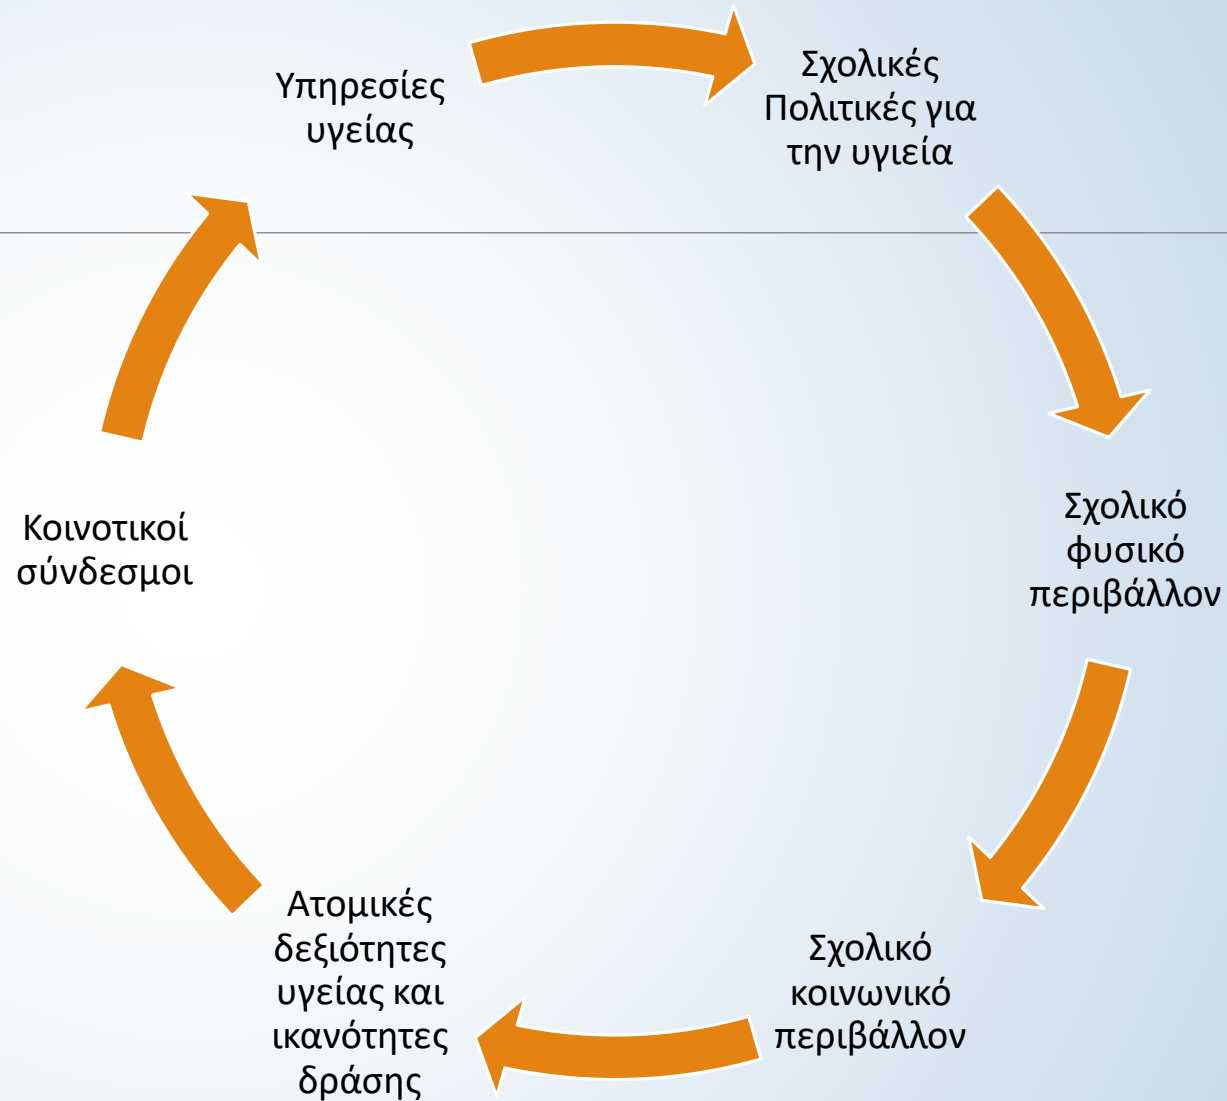 Υπηρεσίες
υγείας
Σχολικές
Πολιτικές για
την υγιεία
Σχολικό
φυσικό
περιβάλλον
Σχολικό
κοινωνικό
περιβάλλον
Ατομικές
δεξιότητες
υγείας και
ικανότητες
δράσης
Κοινοτικοί
σύνδεσμοι